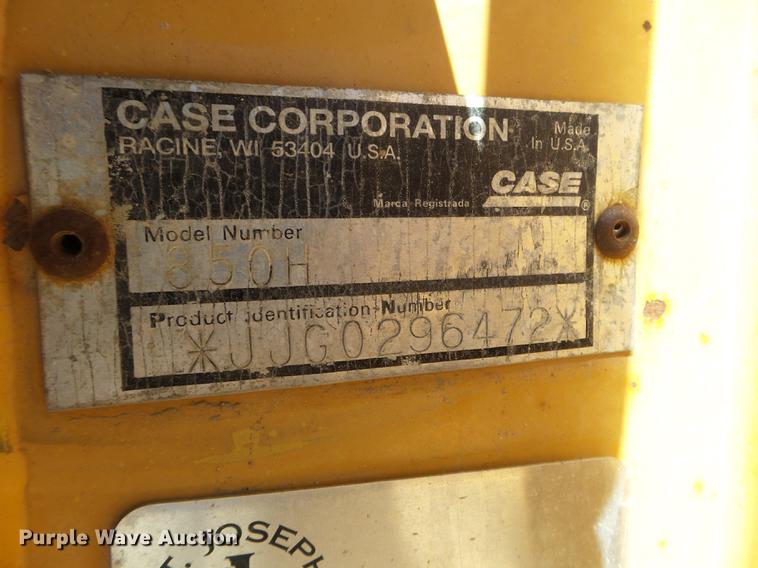 CASE CORPORATION
RACINE, WI 53404 U.S.A.
Made
In U.S.A.
CASE
®
Marca Registrada
Model Number
850H
Product Identification Number
*JJG0296472*
JOSEPH
Purple Wave Auction